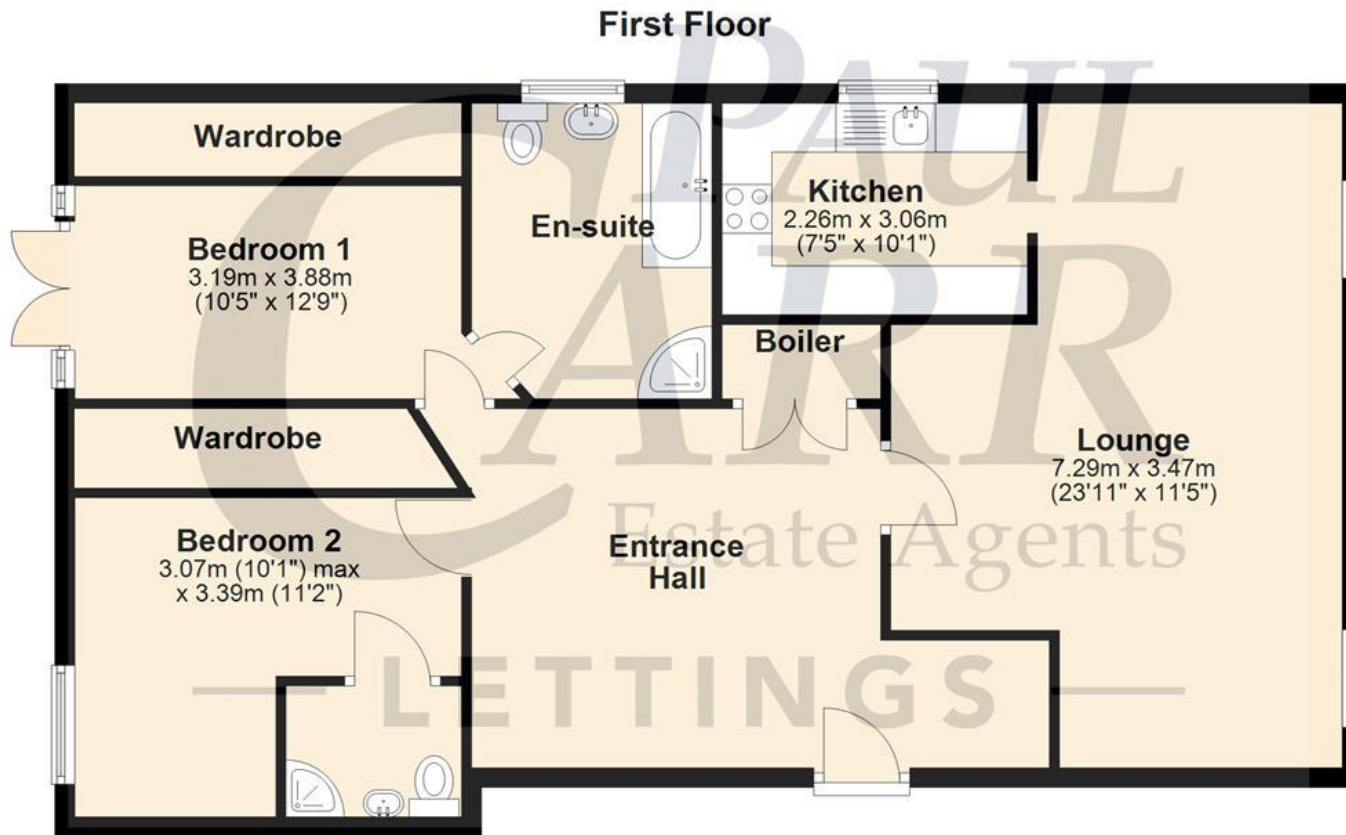 First Floor
PAUL
CARR
Estate Agents
LETTINGS
Wardrobe
Bedroom 1
3.19m x 3.88m
(10'5" x 12'9")
En-suite
Kitchen
2.26m x 3.06m
(7'5" x 10'1")
Boiler
Wardrobe
Lounge
7.29m x 3.47m
(23'11" x 11'5")
Bedroom 2
3.07m (10'1") max
x 3.39m (11'2")
Entrance
Hall